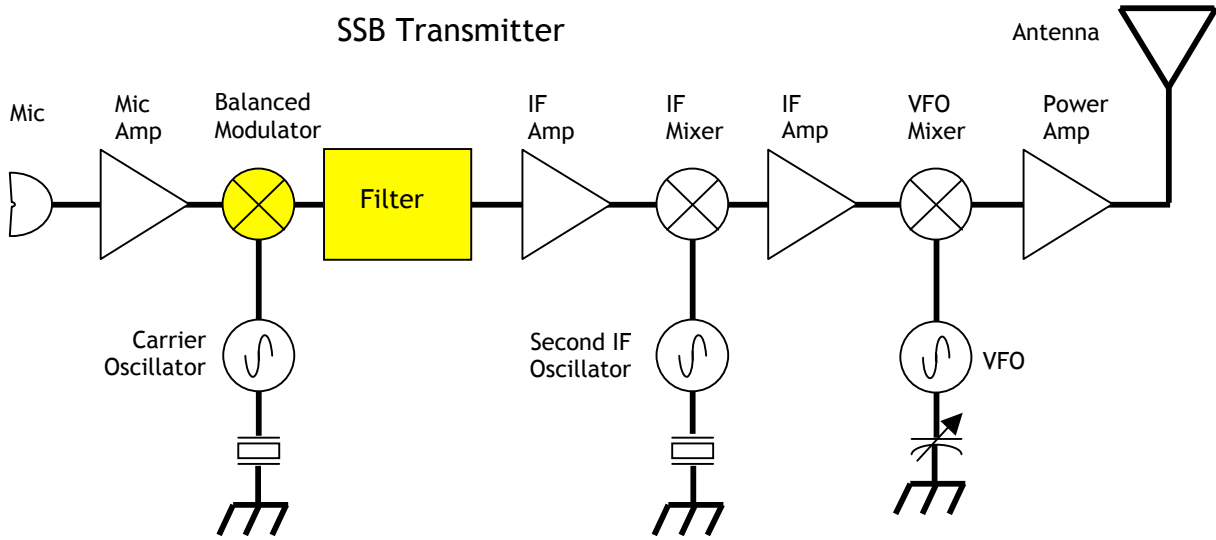 SSB Transmitter
Antenna
Mic
Mic
Amp
Balanced
Modulator
IF
Amp
IF
Mixer
IF
Amp
VFO
Mixer
Power
Amp
Filter
Carrier
Oscillator
Second IF
Oscillator
VFO